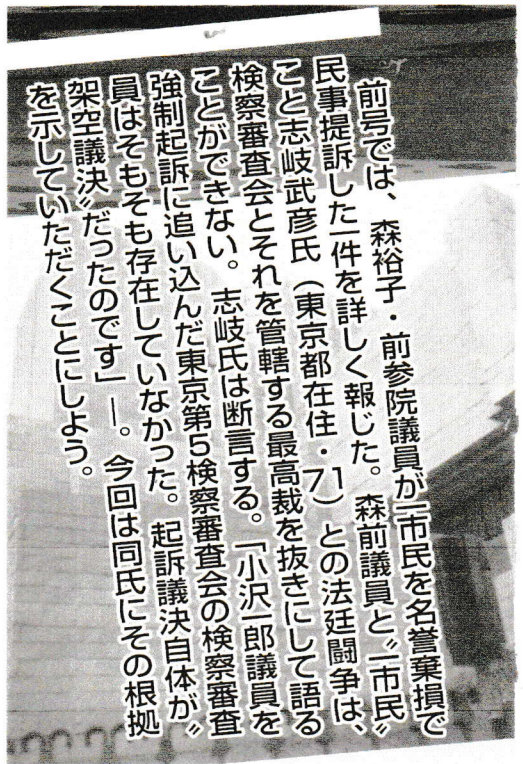 前号では、森裕子・前参院議員が一市民を名誉棄損で
民事提訴した一件を詳しく報じた。森前議員と〝一市民〟
こと志岐武彦氏（東京都在住・71）との法廷闘争は、
検察審査会とそれを管轄する最高裁を抜きにして語る
ことができない。志岐氏は断言する。「小沢一郎議員を
強制起訴に追い込んだ東京第5検察審査会の検察審査
員はそもそも存在していなかった。起訴議決自体が〝
架空議決〟だったのです」―。今回は同氏にその根拠
を示していただくことにしよう。